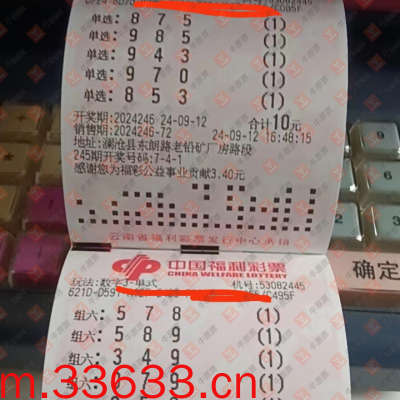 单选: 8 7 5 (1)
单选: 9 8 5 (1)
单选: 9 4 3 (1)
单选: 9 7 0 (1)
单选: 8 5 3 (1)
开奖期:2024246 24-09-12 合计10元
销售期:2024246-72 24-09-12 16:48:15
地址:澜沧县东朗路老铅矿厂房路段
245期开奖号码:7-4-1
感谢您为福彩公益事业贡献3.40元
云南省福利彩票发行中心承销
中国福利彩票
CHINA WELFARE LOTTERY
玩法:数字3-单式 机号:53082445
组六: 5 7 8 (1)
组六: 5 8 9 (1)
组六: 3 4 9 (1)
(1)
m.33633.cn
确定